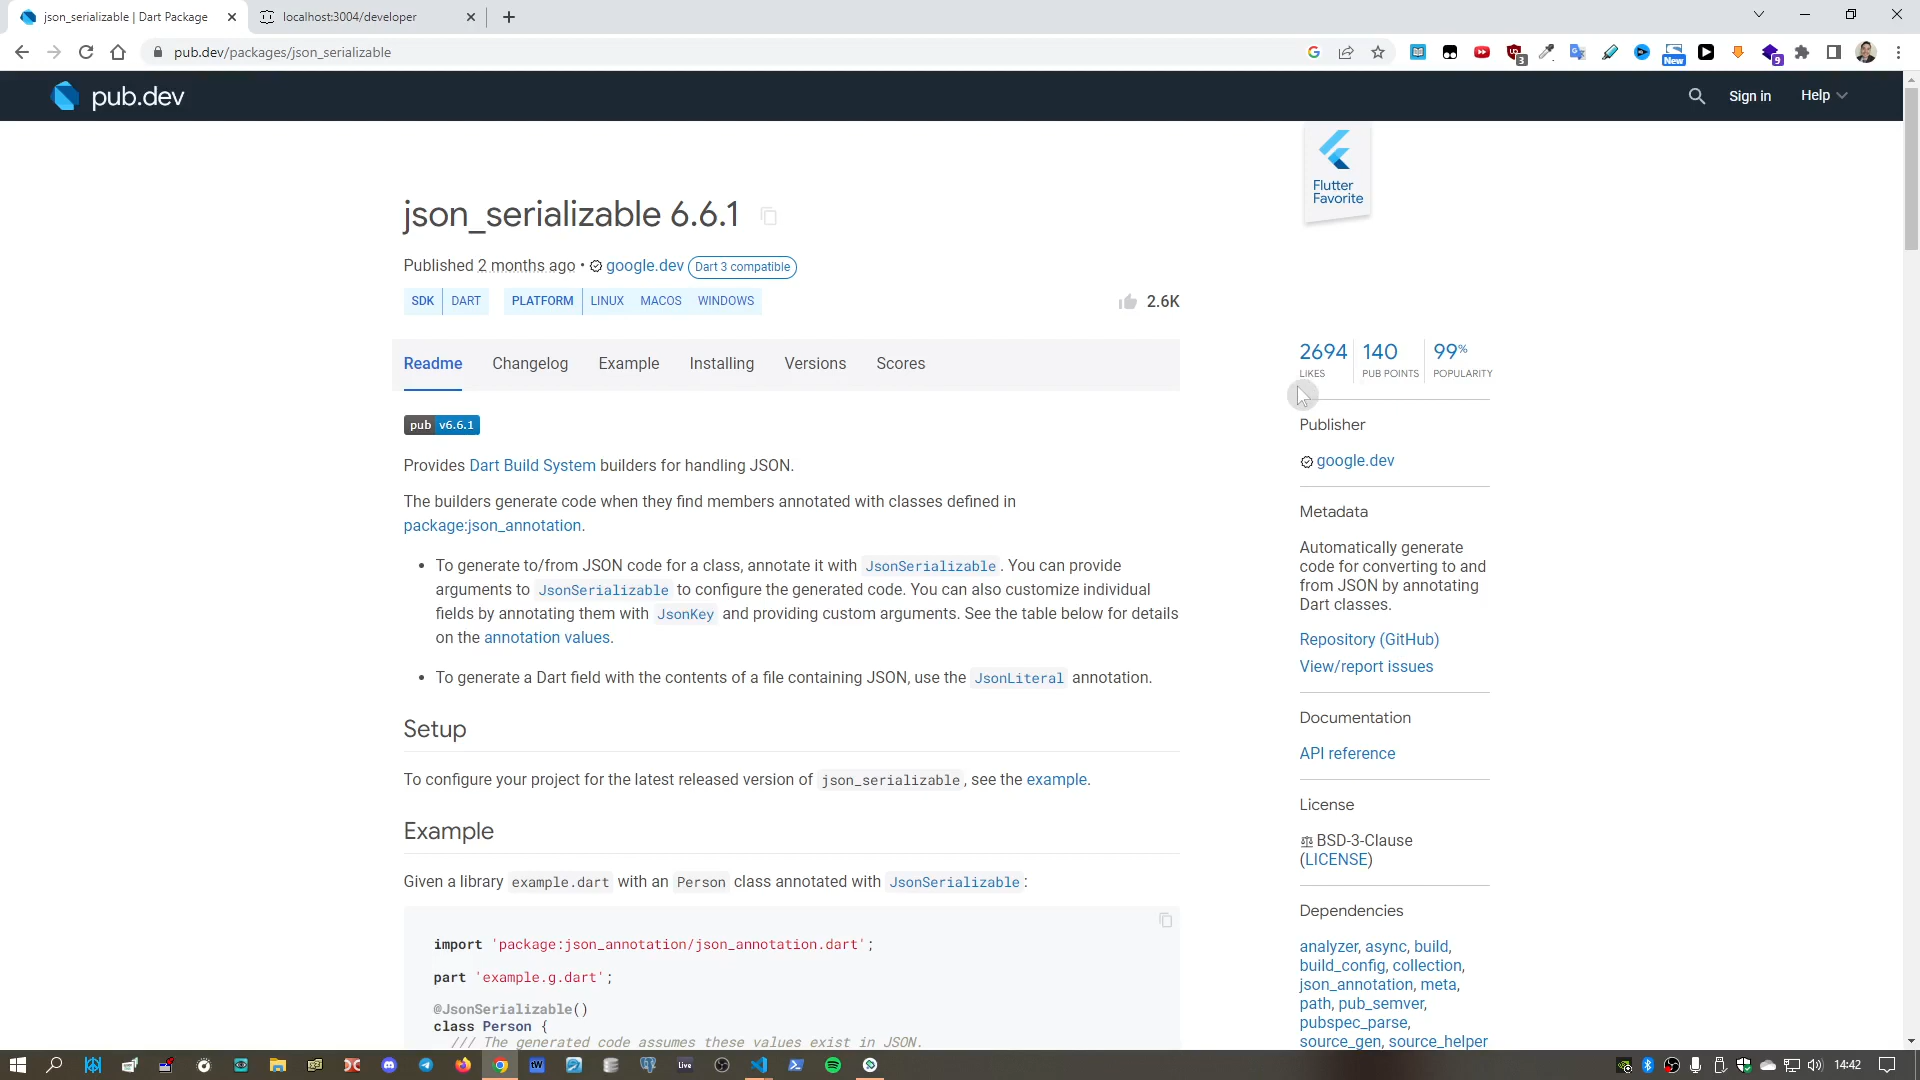 json_serializable | Dart Package
localhost:3004/developer
pub.dev/packages/json_serializable
3
New
9
pub.dev
Sign in
Help
Flutter
Favorite
json_serializable 6.6.1
Published 2 months ago • google.dev Dart 3 compatible
SDK DART PLATFORM LINUX MACOS WINDOWS
2.6K
Readme Changelog Example Installing Versions Scores
2694 140 99%
LIKES PUB POINTS POPULARITY
pub v6.6.1
Provides Dart Build System builders for handling JSON.
The builders generate code when they find members annotated with classes defined in
package:json_annotation.
• To generate to/from JSON code for a class, annotate it with JsonSerializable. You can provide
arguments to JsonSerializable to configure the generated code. You can also customize individual
fields by annotating them with JsonKey and providing custom arguments. See the table below for details
on the annotation values.
• To generate a Dart field with the contents of a file containing JSON, use the JsonLiteral annotation.
Setup
To configure your project for the latest released version of json_serializable, see the example.
Example
Given a library example.dart with an Person class annotated with JsonSerializable:
import 'package:json_annotation/json_annotation.dart';
part 'example.g.dart';
@JsonSerializable()
class Person {
/// The generated code assumes these values exist in JSON.
Publisher
google.dev
Metadata
Automatically generate
code for converting to and
from JSON by annotating
Dart classes.
Repository (GitHub)
View/report issues
Documentation
API reference
License
BSD-3-Clause
(LICENSE)
Dependencies
analyzer, async, build,
build_config, collection,
json_annotation, meta,
path, pub_semver,
pubspec_parse,
source_gen, source_helper
Live
14:42